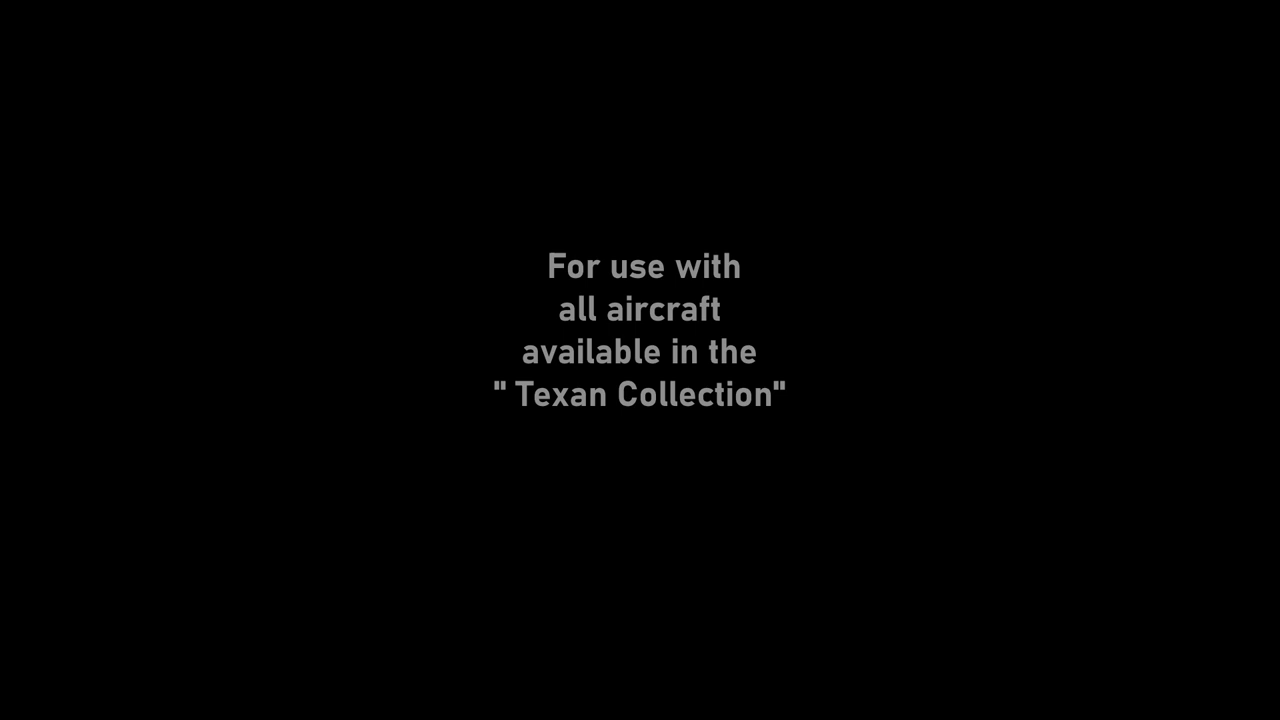 For use with
all aircraft
available in the
" Texan Collection"